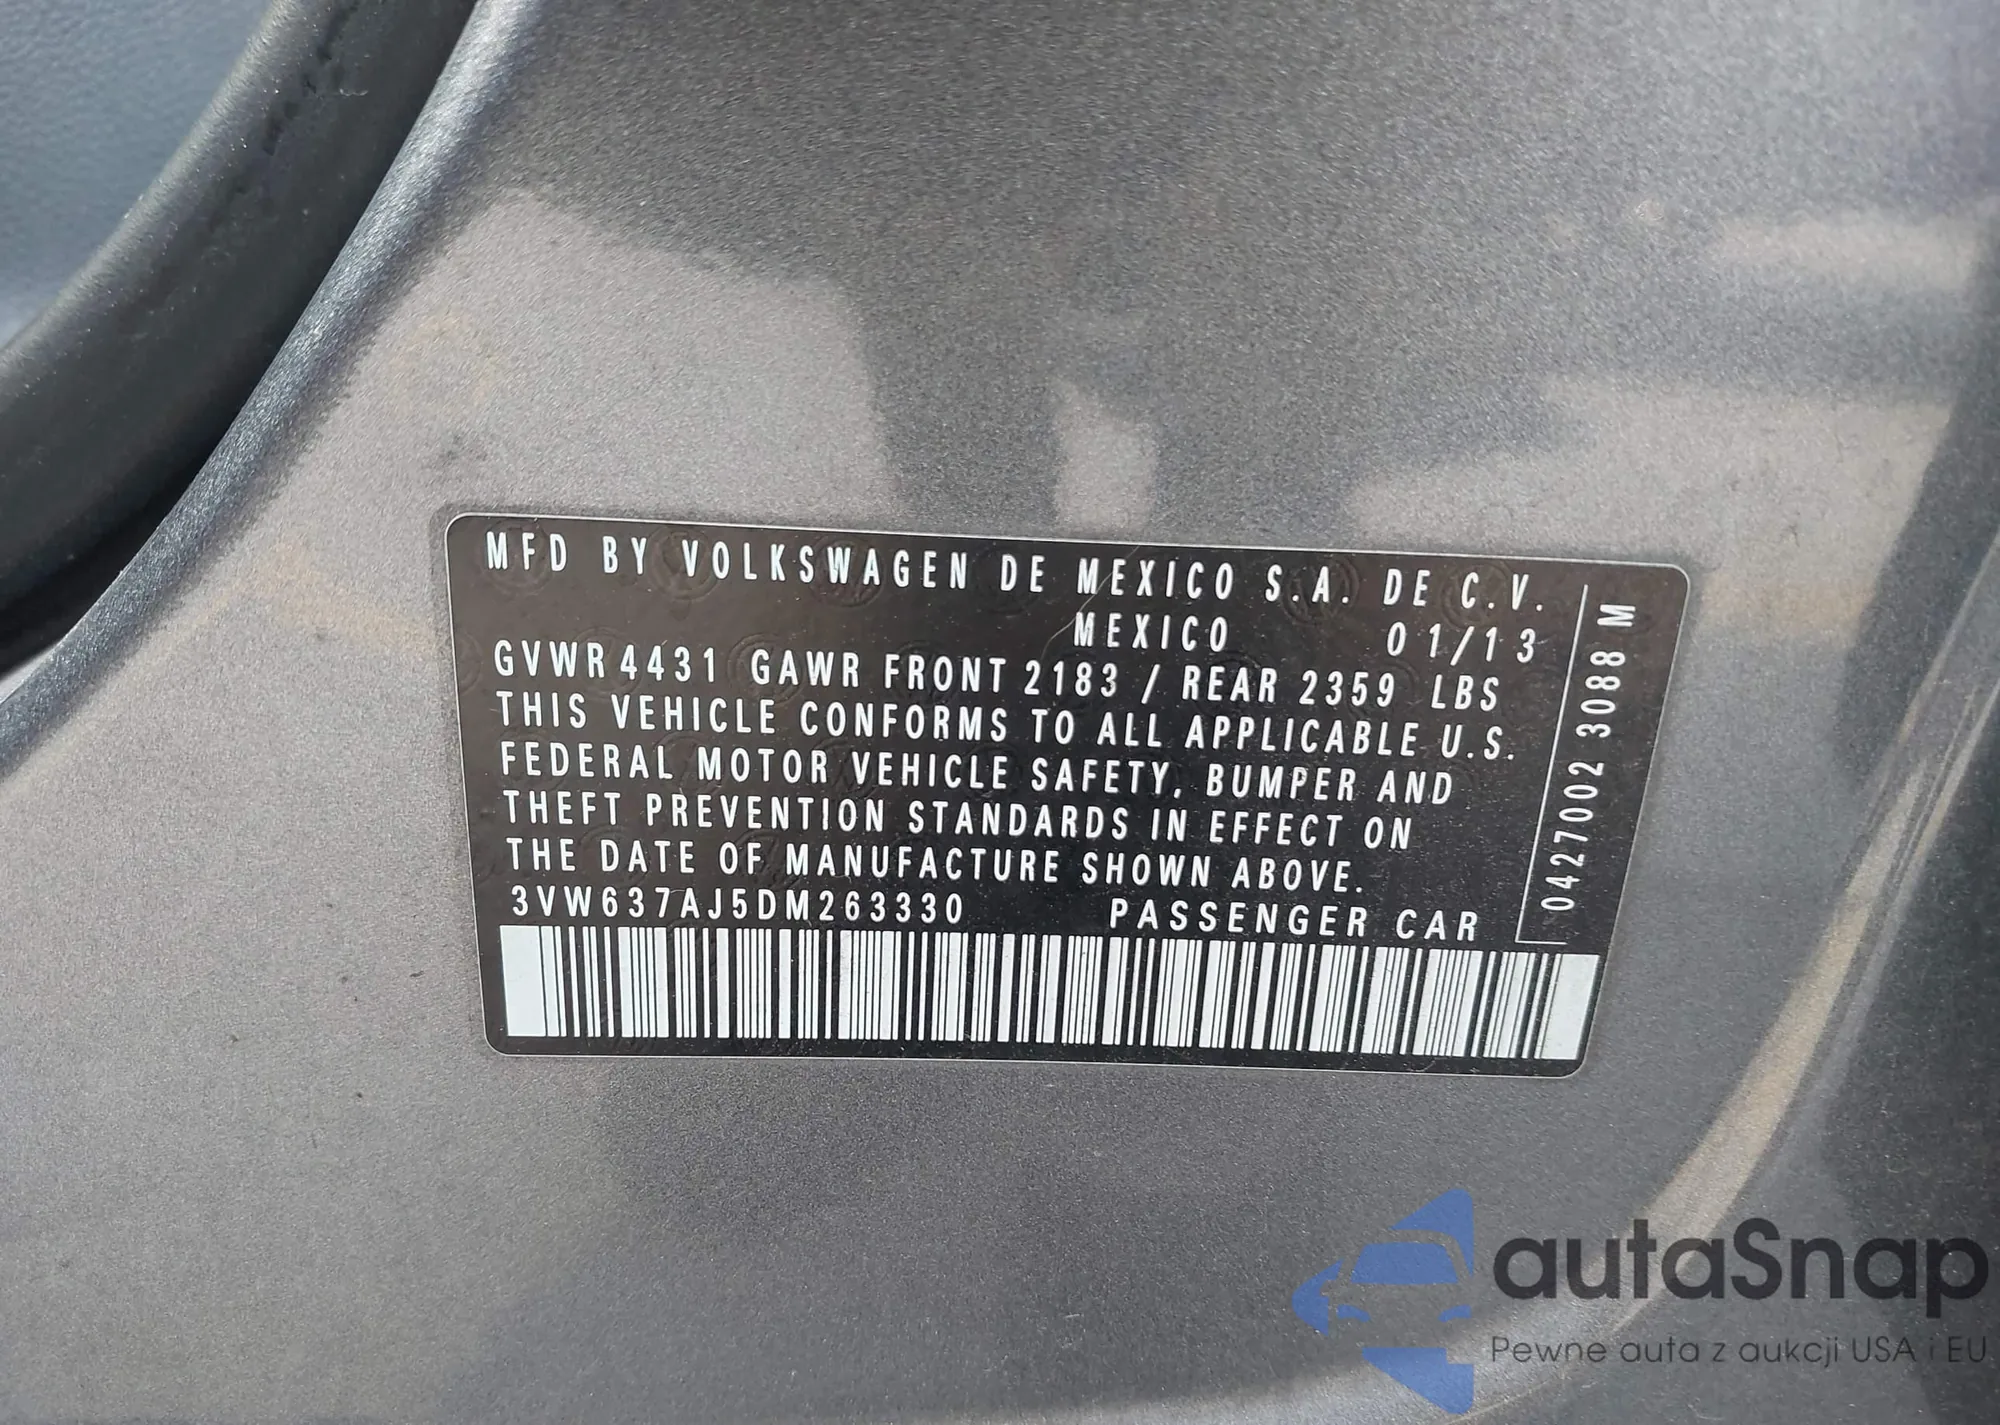 MFD BY VOLKSWAGEN DE MEXICO S.A. DE C.V.
MEXICO 01/13
GVWR 4431 GAWR FRONT 2183 / REAR 2359 LBS
THIS VEHICLE CONFORMS TO ALL APPLICABLE U.S.
FEDERAL MOTOR VEHICLE SAFETY, BUMPER AND
THEFT PREVENTION STANDARDS IN EFFECT ON
THE DATE OF MANUFACTURE SHOWN ABOVE.
3VW637AJ5DM263330 PASSENGER CAR
0427002 3088 M
autaSnap
Pewne auta z aukcji USA i EU